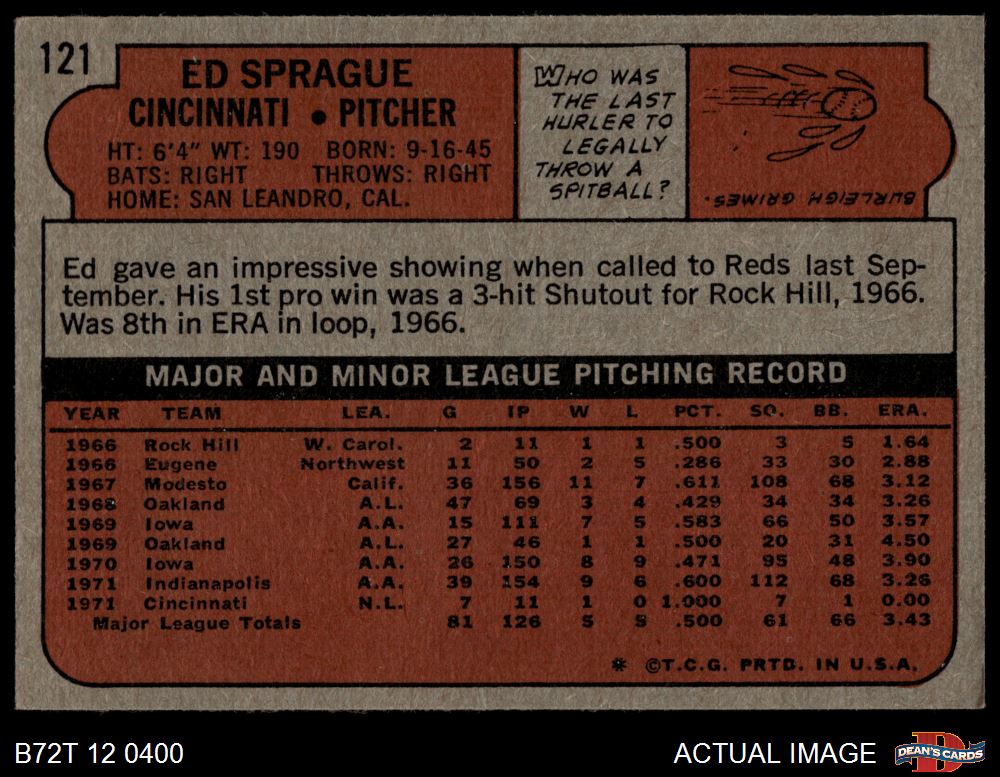 121
ED SPRAGUE
CINCINNATI • PITCHER
HT: 6'4" WT: 190 BORN: 9-16-45
BATS: RIGHT THROWS: RIGHT
HOME: SAN LEANDRO, CAL.
WHO WAS
THE LAST
HURLER TO
LEGALLY
THROW A
SPITBALL?
BURLEIGH GRIMES.
Ed gave an impressive showing when called to Reds last Sep-
tember. His 1st pro win was a 3-hit Shutout for Rock Hill, 1966.
Was 8th in ERA in loop, 1966.
MAJOR AND MINOR LEAGUE PITCHING RECORD
YEAR TEAM LEA. G IP W L PCT. SO. BB. ERA.
1966 Rock Hill W. Carol. 2 11 1 1 .500 3 5 1.64
1966 Eugene Northwest 11 50 2 5 .286 33 30 2.88
1967 Modesto Calif. 36 156 11 7 .611 108 68 3.12
1968 Oakland A.L. 47 69 3 4 .429 34 34 3.26
1969 Iowa A.A. 15 111 7 5 .583 66 50 3.57
1969 Oakland A.L. 27 46 1 1 .500 20 31 4.50
1970 Iowa A.A. 26 150 8 9 .471 95 48 3.90
1971 Indianapolis A.A. 39 154 9 6 .600 112 68 3.26
1971 Cincinnati N.L. 7 11 1 0 1.000 7 1 0.00
Major League Totals 81 126 5 5 .500 61 66 3.43
* ©T.C.G. PRTD. IN U.S.A.
B72T 12 0400
ACTUAL IMAGE
DEAN'S CARDS